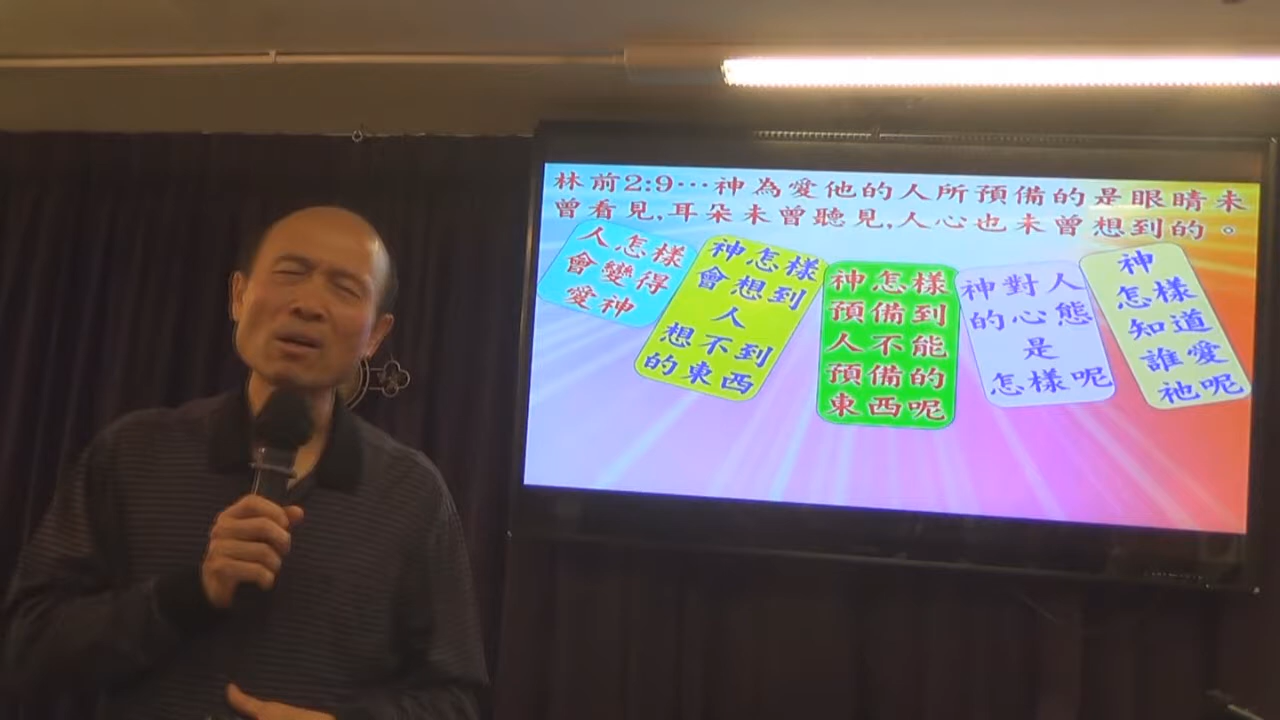 林前2:9…神為愛他的人所預備的是眼睛未
曾看見,耳朵未曾聽見,人心也未曾想到的。
人怎樣
會變得
愛神
神怎樣
會想到
人
想不到
的東西
神怎樣
預備到
人不能
預備的
東西呢
神對人
的心態
是
怎樣呢
神
怎樣
知道
誰愛
祂呢